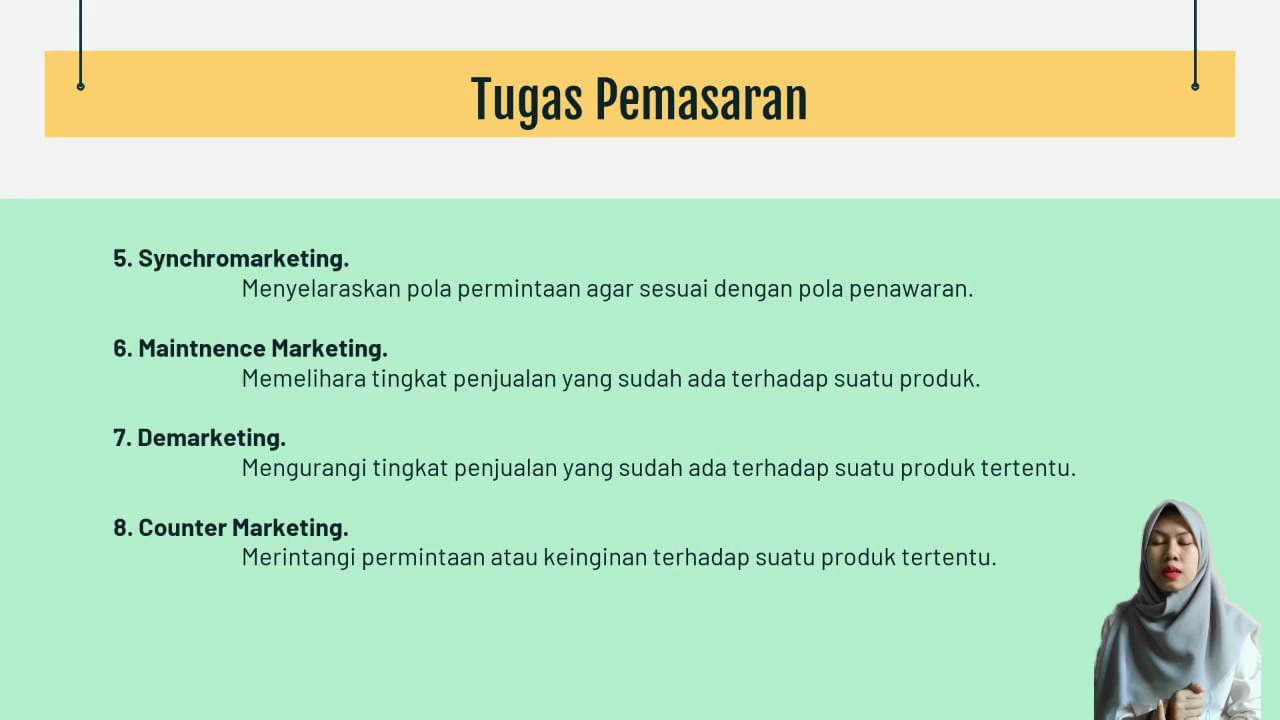 Tugas Pemasaran
5. Synchromarketing.
Menyelaraskan pola permintaan agar sesuai dengan pola penawaran.
6. Maintnence Marketing.
Memelihara tingkat penjualan yang sudah ada terhadap suatu produk.
7. Demarketing.
Mengurangi tingkat penjualan yang sudah ada terhadap suatu produk tertentu.
8. Counter Marketing.
Merintangi permintaan atau keinginan terhadap suatu produk tertentu.